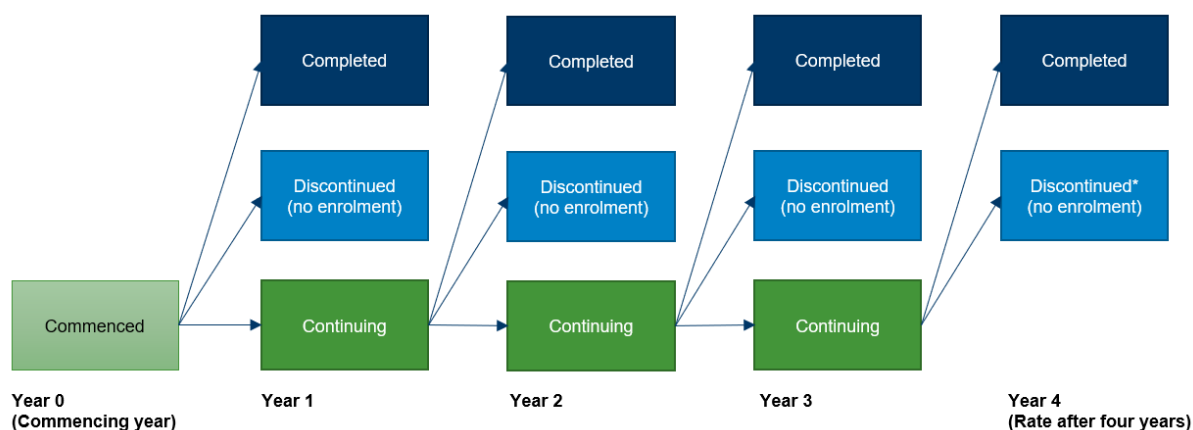 Completed
Completed
Completed
Completed
Discontinued
(no enrolment)
Discontinued
(no enrolment)
Discontinued
(no enrolment)
Discontinued*
(no enrolment)
Commenced
Continuing
Continuing
Continuing
Year 0
(Commencing year)
Year 1
Year 2
Year 3
Year 4
(Rate after four years)